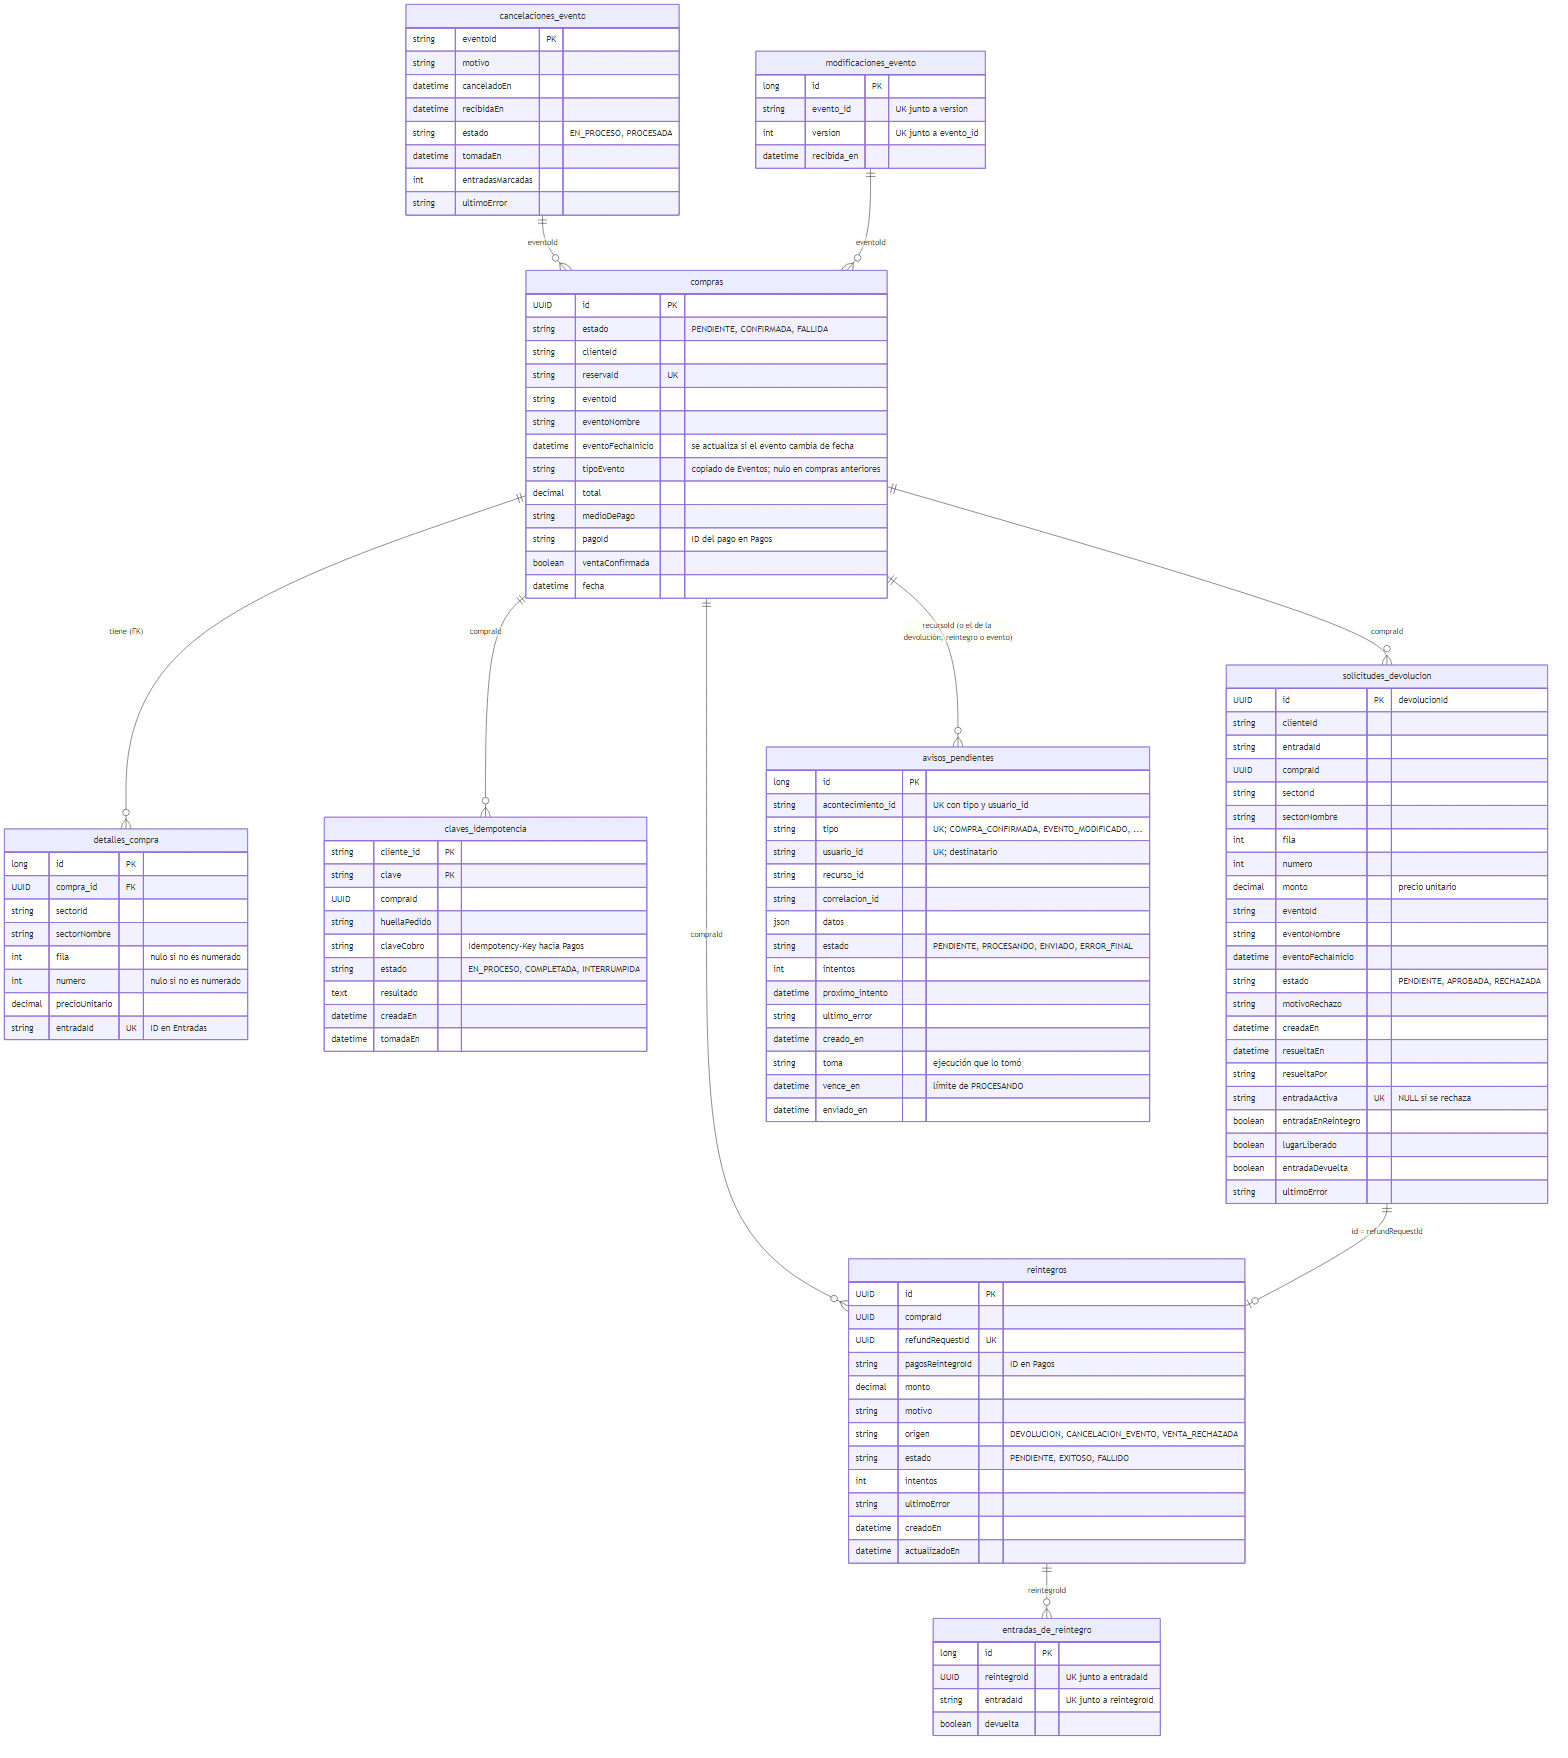 cancelaciones_evento
string eventoId PK
string motivo
datetime canceladoEn
datetime recibidaEn
string estado EN_PROCESO, PROCESADA
datetime tomadaEn
int entradasMarcadas
string ultimoError
modificaciones_evento
long id PK
string evento_id UK junto a version
int version UK junto a evento_id
datetime recibida_en
eventoId
eventoId
compras
UUID id PK
string estado PENDIENTE, CONFIRMADA, FALLIDA
string clienteId
string reservaId UK
string eventoId
string eventoNombre
datetime eventoFechaInicio se actualiza si el evento cambia de fecha
string tipoEvento copiado de Eventos; nulo en compras anteriores
decimal total
string medioDePago
string pagoId ID del pago en Pagos
boolean ventaConfirmada
datetime fecha
tiene (FK)
compraId
recursoId (o el de la
devolución, reintegro o evento)
compraId
solicitudes_devolucion
UUID id PK devolucionId
string clienteId
string entradaId
UUID compraId
string sectorId
string sectorNombre
int fila
int numero
decimal monto precio unitario
string eventoId
string eventoNombre
datetime eventoFechaInicio
string estado PENDIENTE, APROBADA, RECHAZADA
string motivoRechazo
datetime creadaEn
datetime resueltaEn
string resueltaPor
string entradaActiva UK NULL si se rechaza
boolean entradaEnReintegro
boolean lugarLiberado
boolean entradaDevuelta
string ultimoError
avisos_pendientes
long id PK
string acontecimiento_id UK con tipo y usuario_id
string tipo UK; COMPRA_CONFIRMADA, EVENTO_MODIFICADO, ...
string usuario_id UK; destinatario
string recurso_id
string correlacion_id
json datos
string estado PENDIENTE, PROCESANDO, ENVIADO, ERROR_FINAL
int intentos
datetime proximo_intento
string ultimo_error
datetime creado_en
string toma ejecución que lo tomó
datetime vence_en límite de PROCESANDO
datetime enviado_en
claves_idempotencia
string cliente_id PK
string clave PK
UUID compraId
string huellaPedido
string claveCobro Idempotency-Key hacia Pagos
string estado EN_PROCESO, COMPLETADA, INTERRUMPIDA
text resultado
datetime creadaEn
datetime tomadaEn
detalles_compra
long id PK
UUID compra_id FK
string sectorId
string sectorNombre
int fila nulo si no es numerado
int numero nulo si no es numerado
decimal precioUnitario
string entradaId UK ID en Entradas
compraId
id = refundRequestId
reintegros
UUID id PK
UUID compraId
UUID refundRequestId UK
string pagosReintegroId ID en Pagos
decimal monto
string motivo
string origen DEVOLUCION, CANCELACION_EVENTO, VENTA_RECHAZADA
string estado PENDIENTE, EXITOSO, FALLIDO
int intentos
string ultimoError
datetime creadoEn
datetime actualizadoEn
reintegroId
entradas_de_reintegro
long id PK
UUID reintegroId UK junto a entradaId
string entradaId UK junto a reintegroId
boolean devuelta